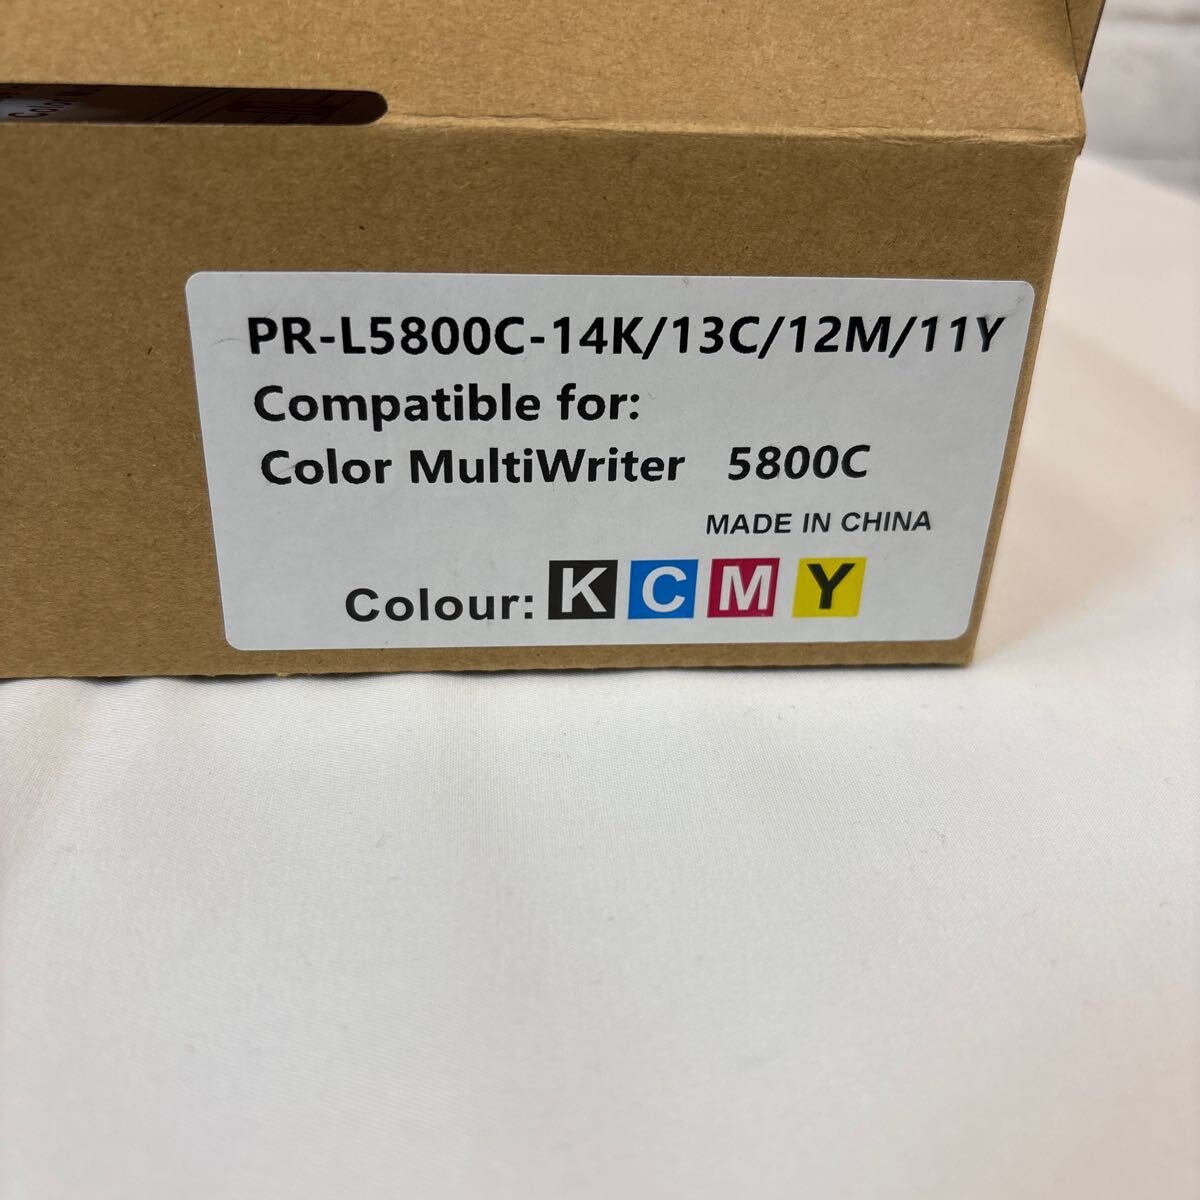 PR-L5800C-14K/13C/12M/11Y
Compatible for:
Color MultiWriter 5800C
MADE IN CHINA
Colour: K C M Y